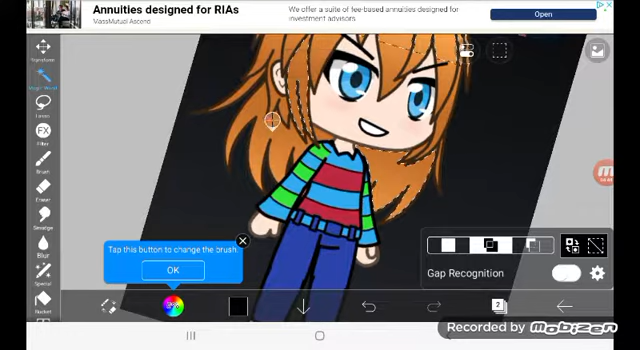 Annuities designed for RIAs
MassMutual Ascend
We offer a suite of fee-based annuities designed for
investment advisors
Open
Transform
Magic Wand
Lasso
FX
Filter
Brush
Eraser
Smudge
Blur
Special
Bucket
Tap this button to change the brush.
OK
Gap Recognition
2
Recorded by mobizen